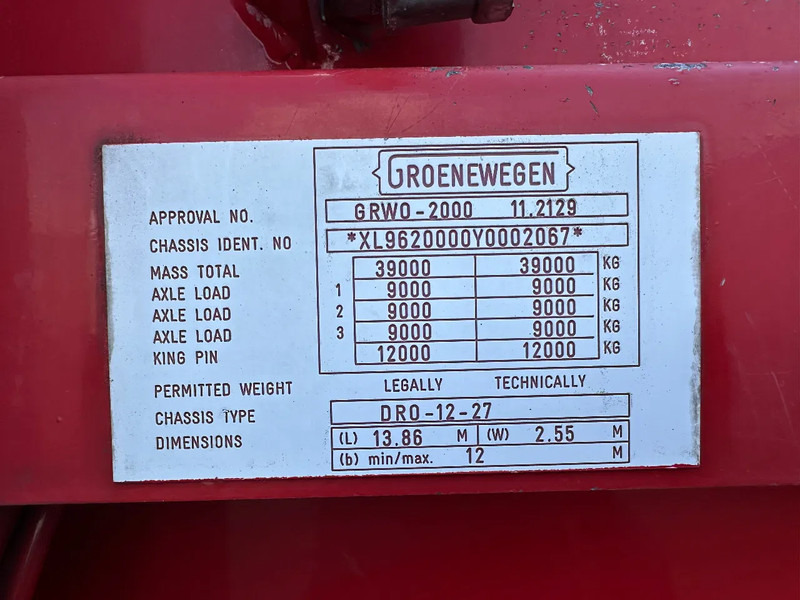 GROENEWEGEN
APPROVAL NO. GRWO-2000 11.2129
CHASSIS IDENT. NO *XL9620000Y0002067*
MASS TOTAL 39000 39000 KG
AXLE LOAD 1 9000 9000 KG
AXLE LOAD 2 9000 9000 KG
AXLE LOAD 3 9000 9000 KG
KING PIN 12000 12000 KG
PERMITTED WEIGHT LEGALLY TECHNICALLY
CHASSIS TYPE DRO-12-27
DIMENSIONS (L) 13.86 M (W) 2.55 M
(b) min/max. 12 M